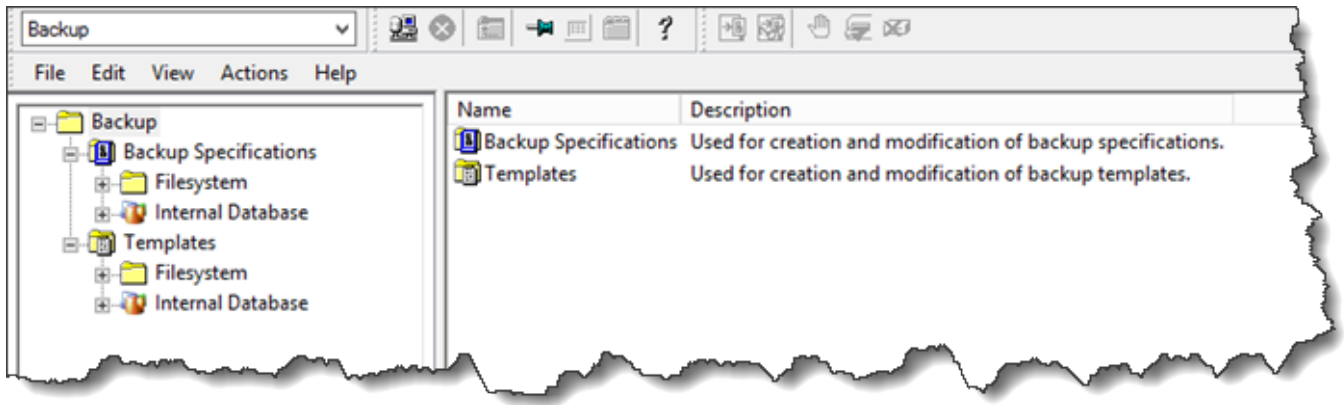 Backup
?
File Edit View Actions Help
Backup
Backup Specifications
Filesystem
Internal Database
Templates
Filesystem
Internal Database
Name Description
Backup Specifications Used for creation and modification of backup specifications.
Templates Used for creation and modification of backup templates.